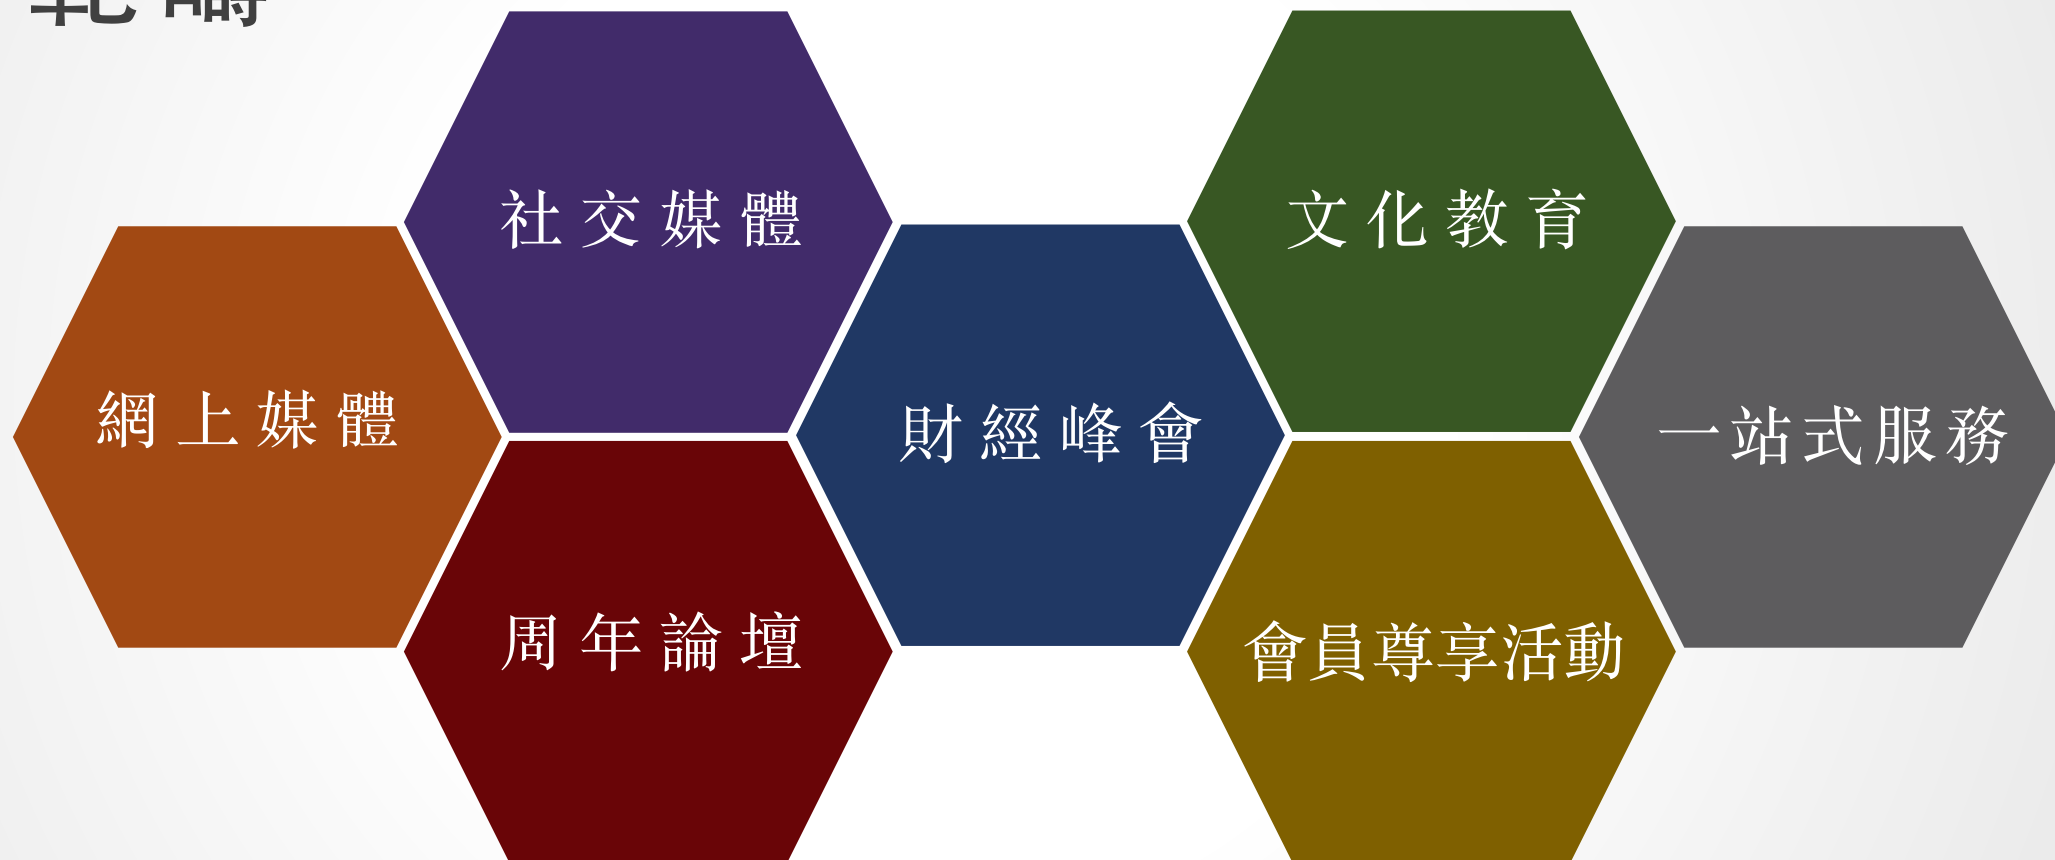 社交媒體
文化教育
網上媒體
財經峰會
一站式服務
周年論壇
會員尊享活動